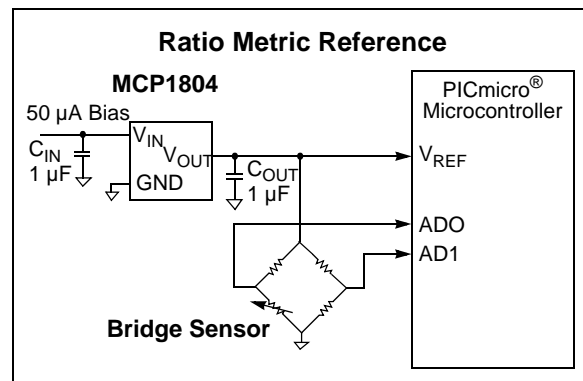 Ratio Metric Reference
MCP1804
PICmicro®
Microcontroller
50 µA Bias
C_IN
1 µF
V_IN
V_OUT
GND
C_OUT
1 µF
V_REF
ADO
AD1
Bridge Sensor